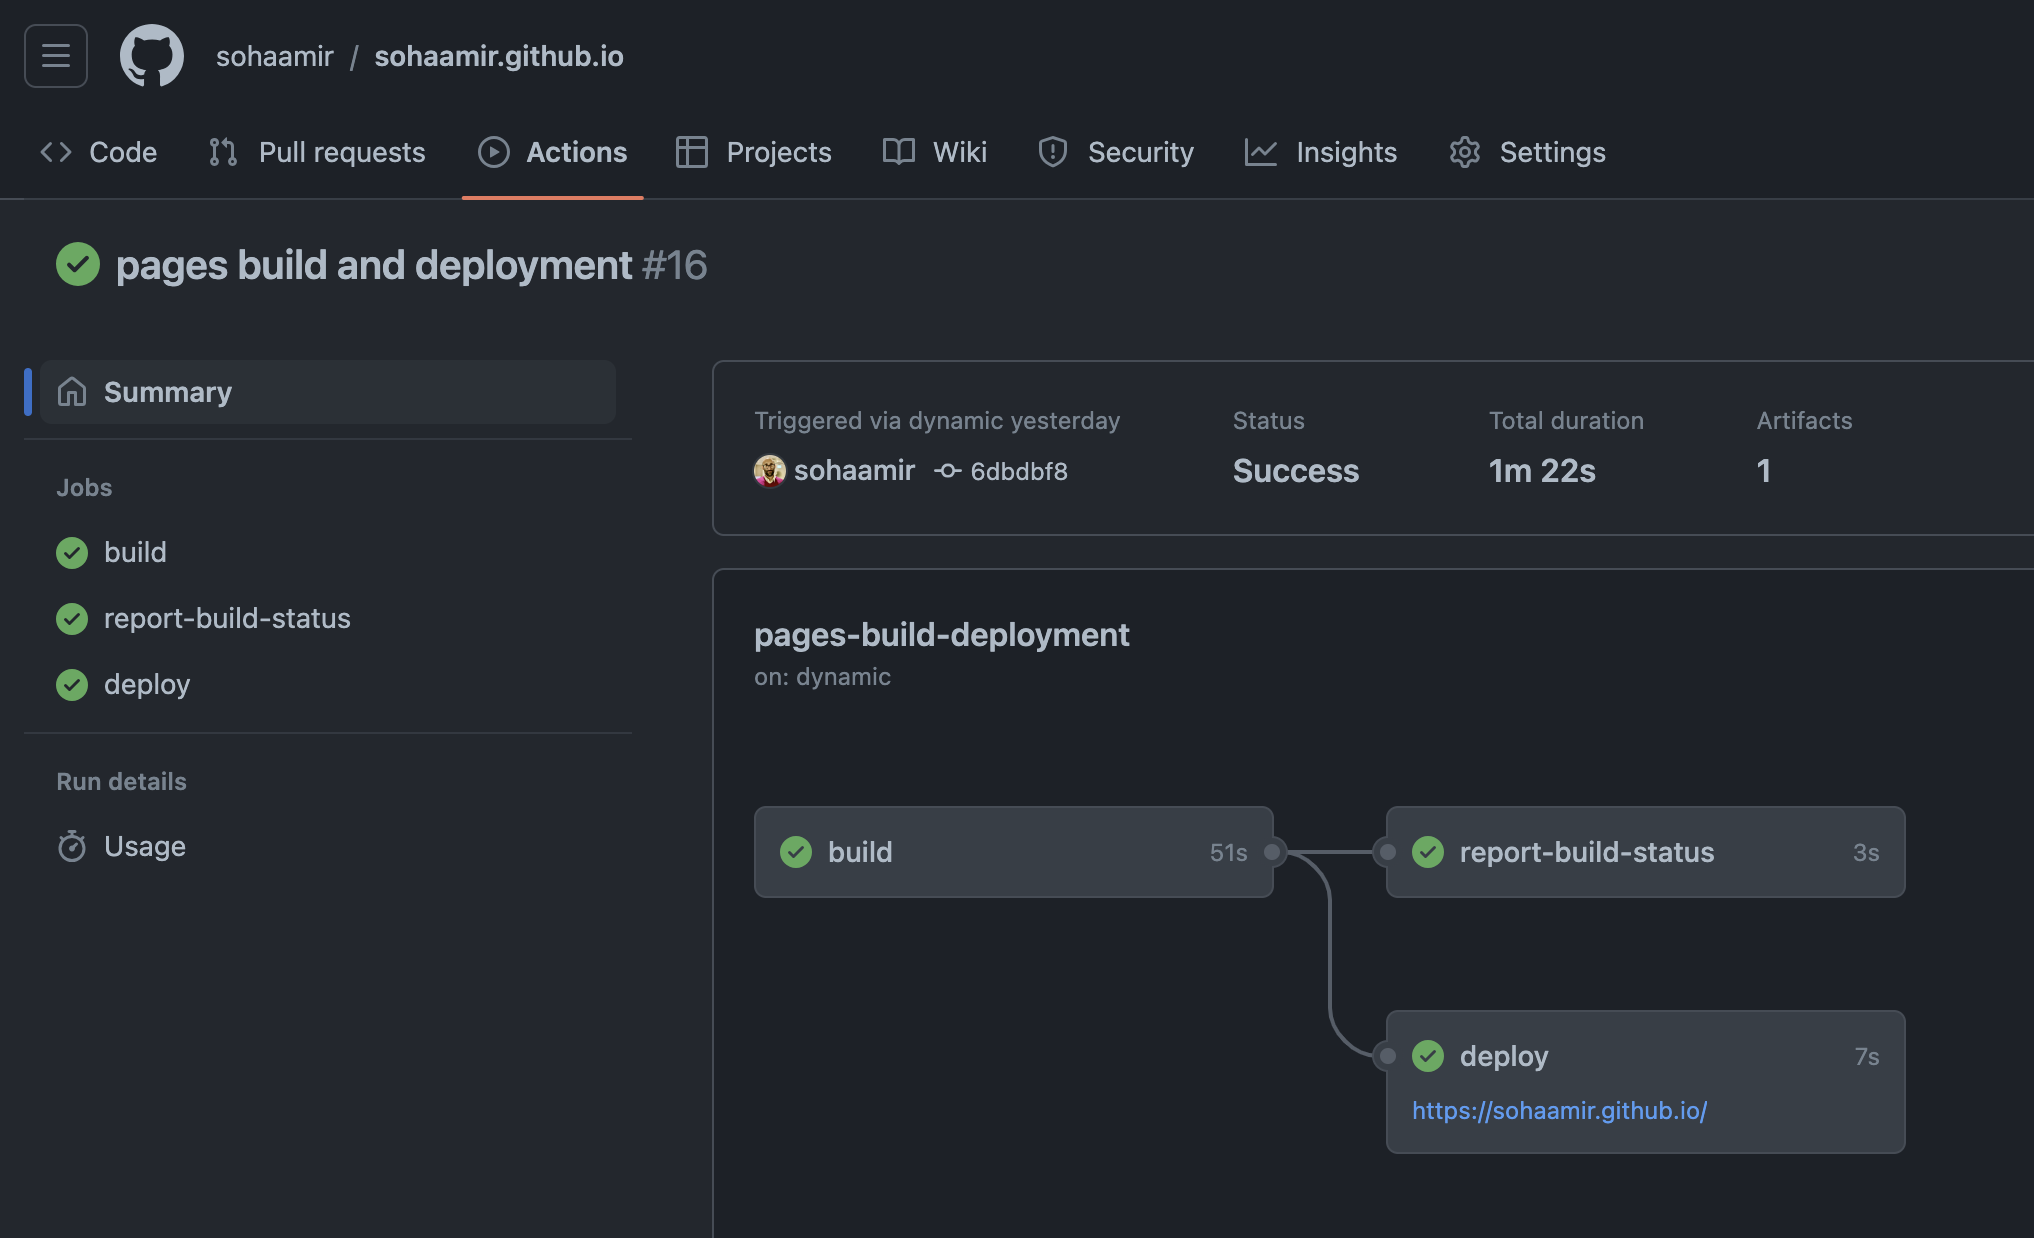 sohaamir / sohaamir.github.io
Code Pull requests Actions Projects Wiki Security Insights Settings
pages build and deployment #16
Summary
Jobs
build
report-build-status
deploy
Run details
Usage
Triggered via dynamic yesterday
sohaamir 6dbdbf8
Status
Success
Total duration
1m 22s
Artifacts
1
pages-build-deployment
on: dynamic
build 51s
report-build-status 3s
deploy 7s
https://sohaamir.github.io/